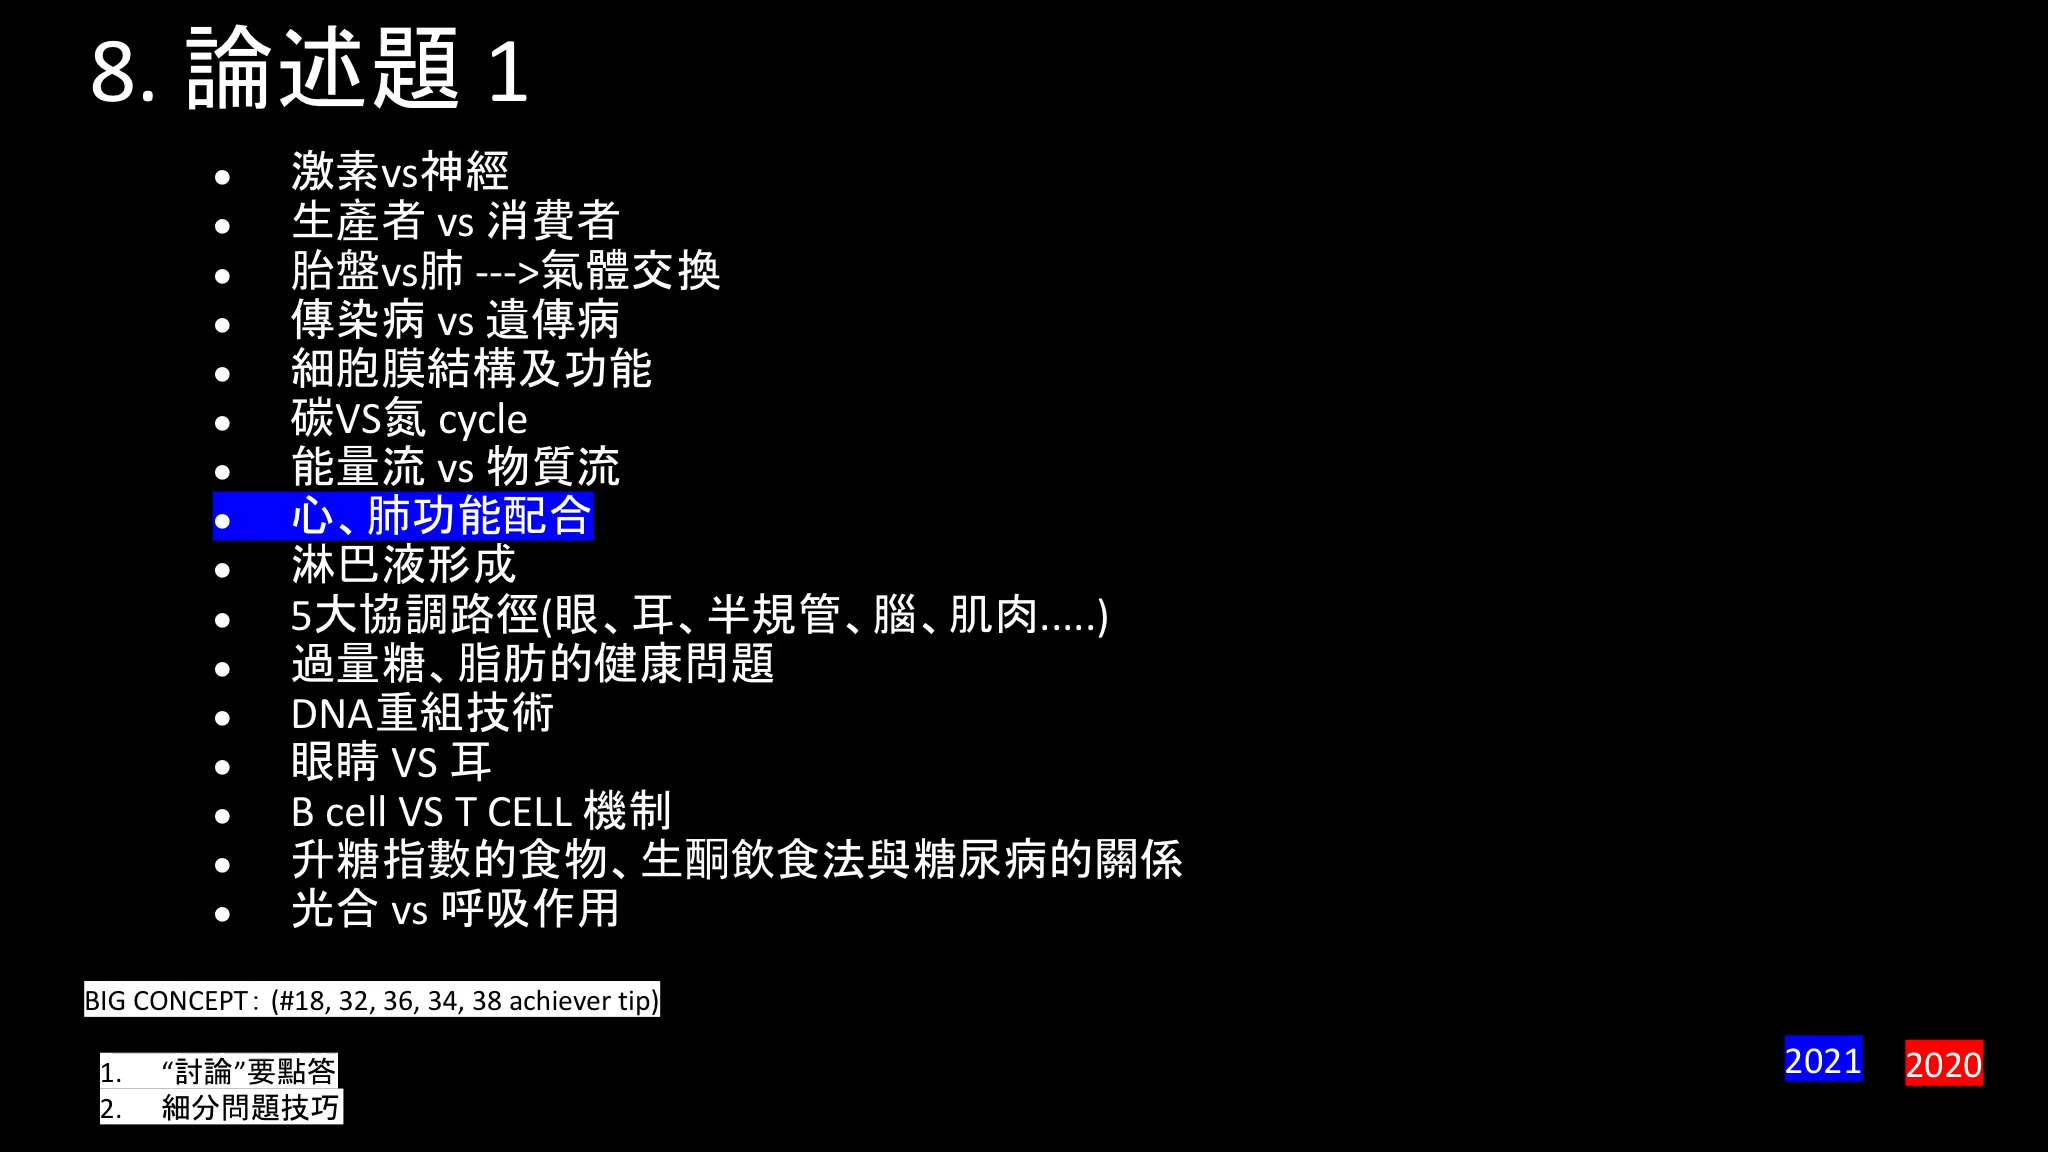 8. 論述題 1
● 激素vs神經
● 生產者 vs 消費者
● 胎盤vs肺 --->氣體交換
● 傳染病 vs 遺傳病
● 細胞膜結構及功能
● 碳VS氮 cycle
● 能量流 vs 物質流
● 心、肺功能配合
● 淋巴液形成
● 5大協調路徑(眼、耳、半規管、腦、肌肉.....)
● 過量糖、脂肪的健康問題
● DNA重組技術
● 眼睛 VS 耳
● B cell VS T CELL 機制
● 升糖指數的食物、生酮飲食法與糖尿病的關係
● 光合 vs 呼吸作用
BIG CONCEPT：(#18, 32, 36, 34, 38 achiever tip)
1. “討論”要點答
2. 細分問題技巧
2021 2020